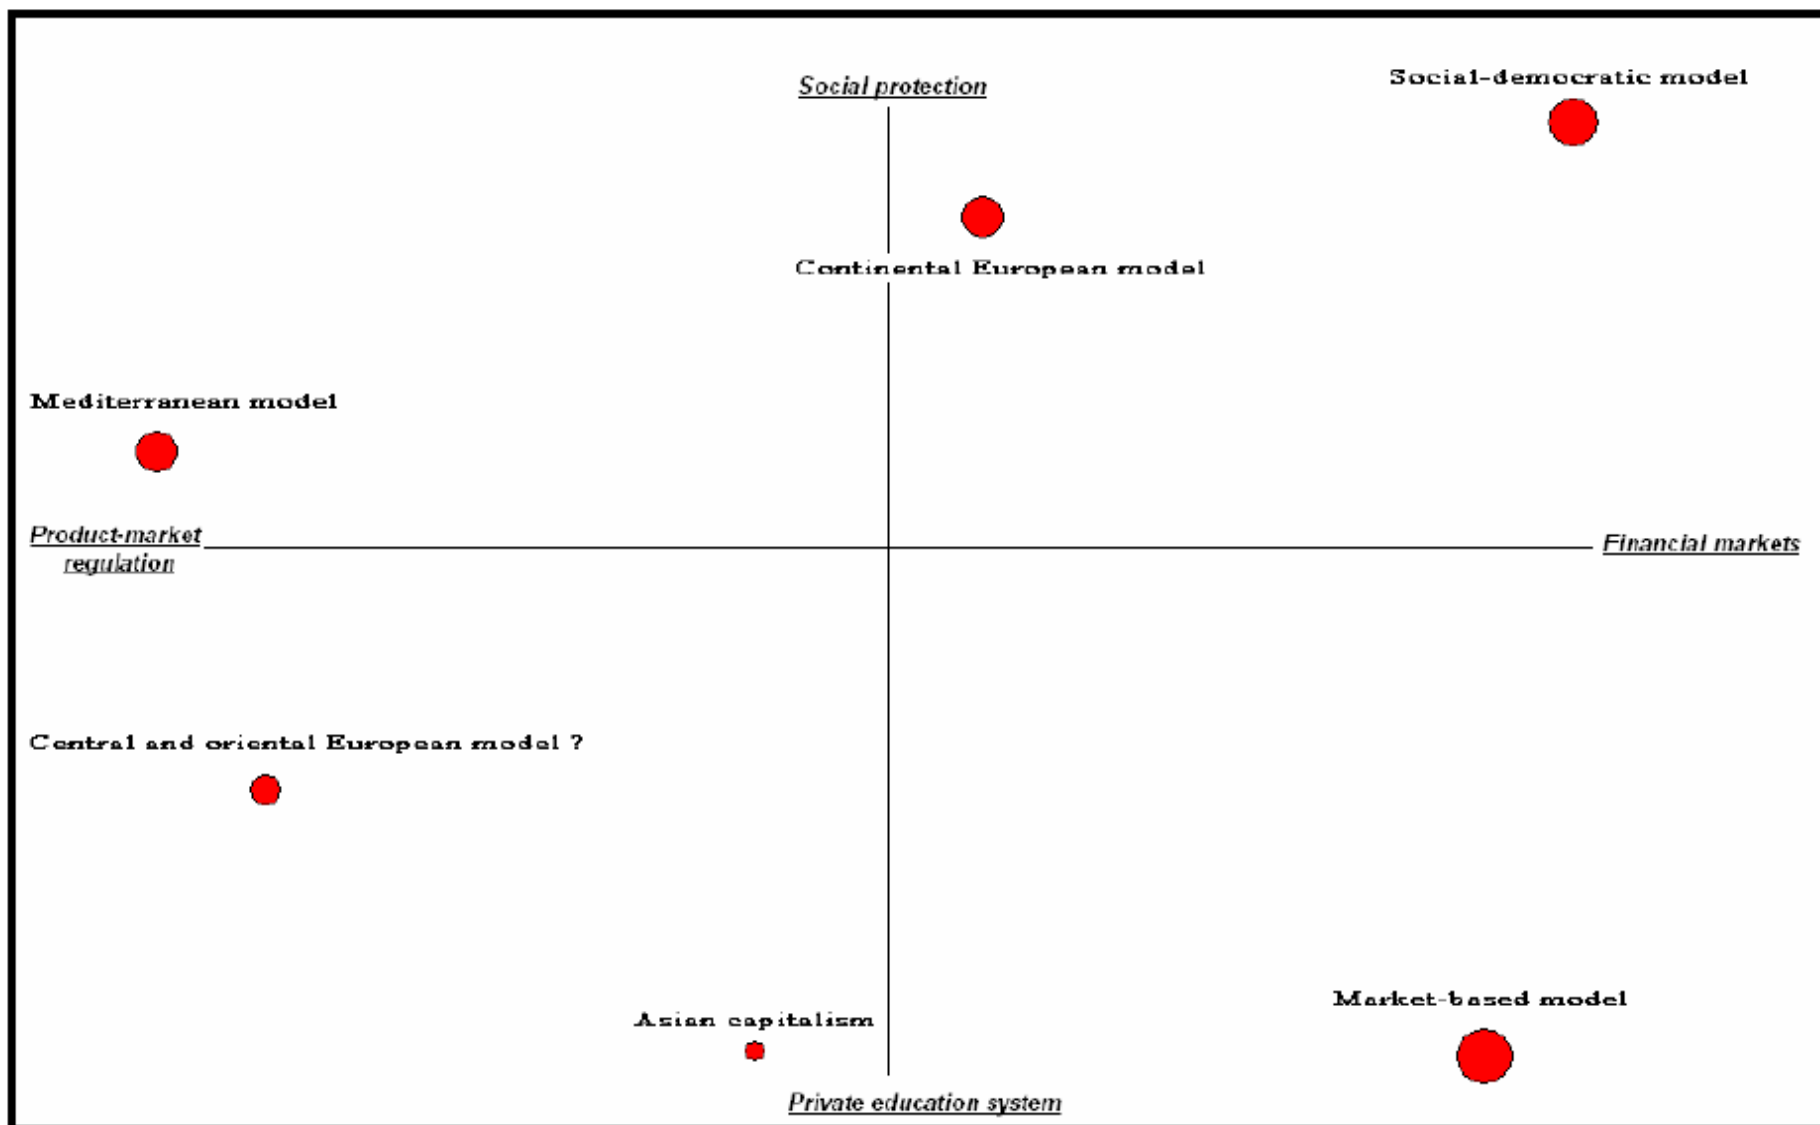 Social-democratic model
Social protection
Continental European model
Mediterranean model
Product-market
regulation
Financial markets
Central and oriental European model ?
Market-based model
Asian capitalism
Private education system